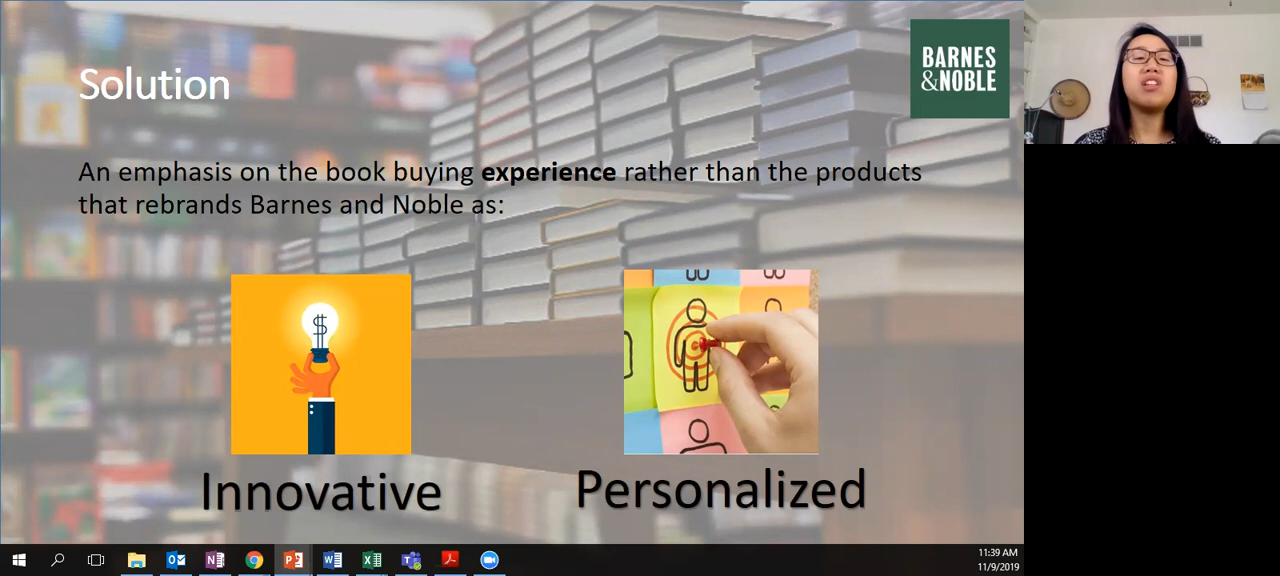 Solution
BARNES
&NOBLE
An emphasis on the book buying experience rather than the products
that rebrands Barnes and Noble as:
$
Innovative
Personalized
11:39 AM
11/9/2019